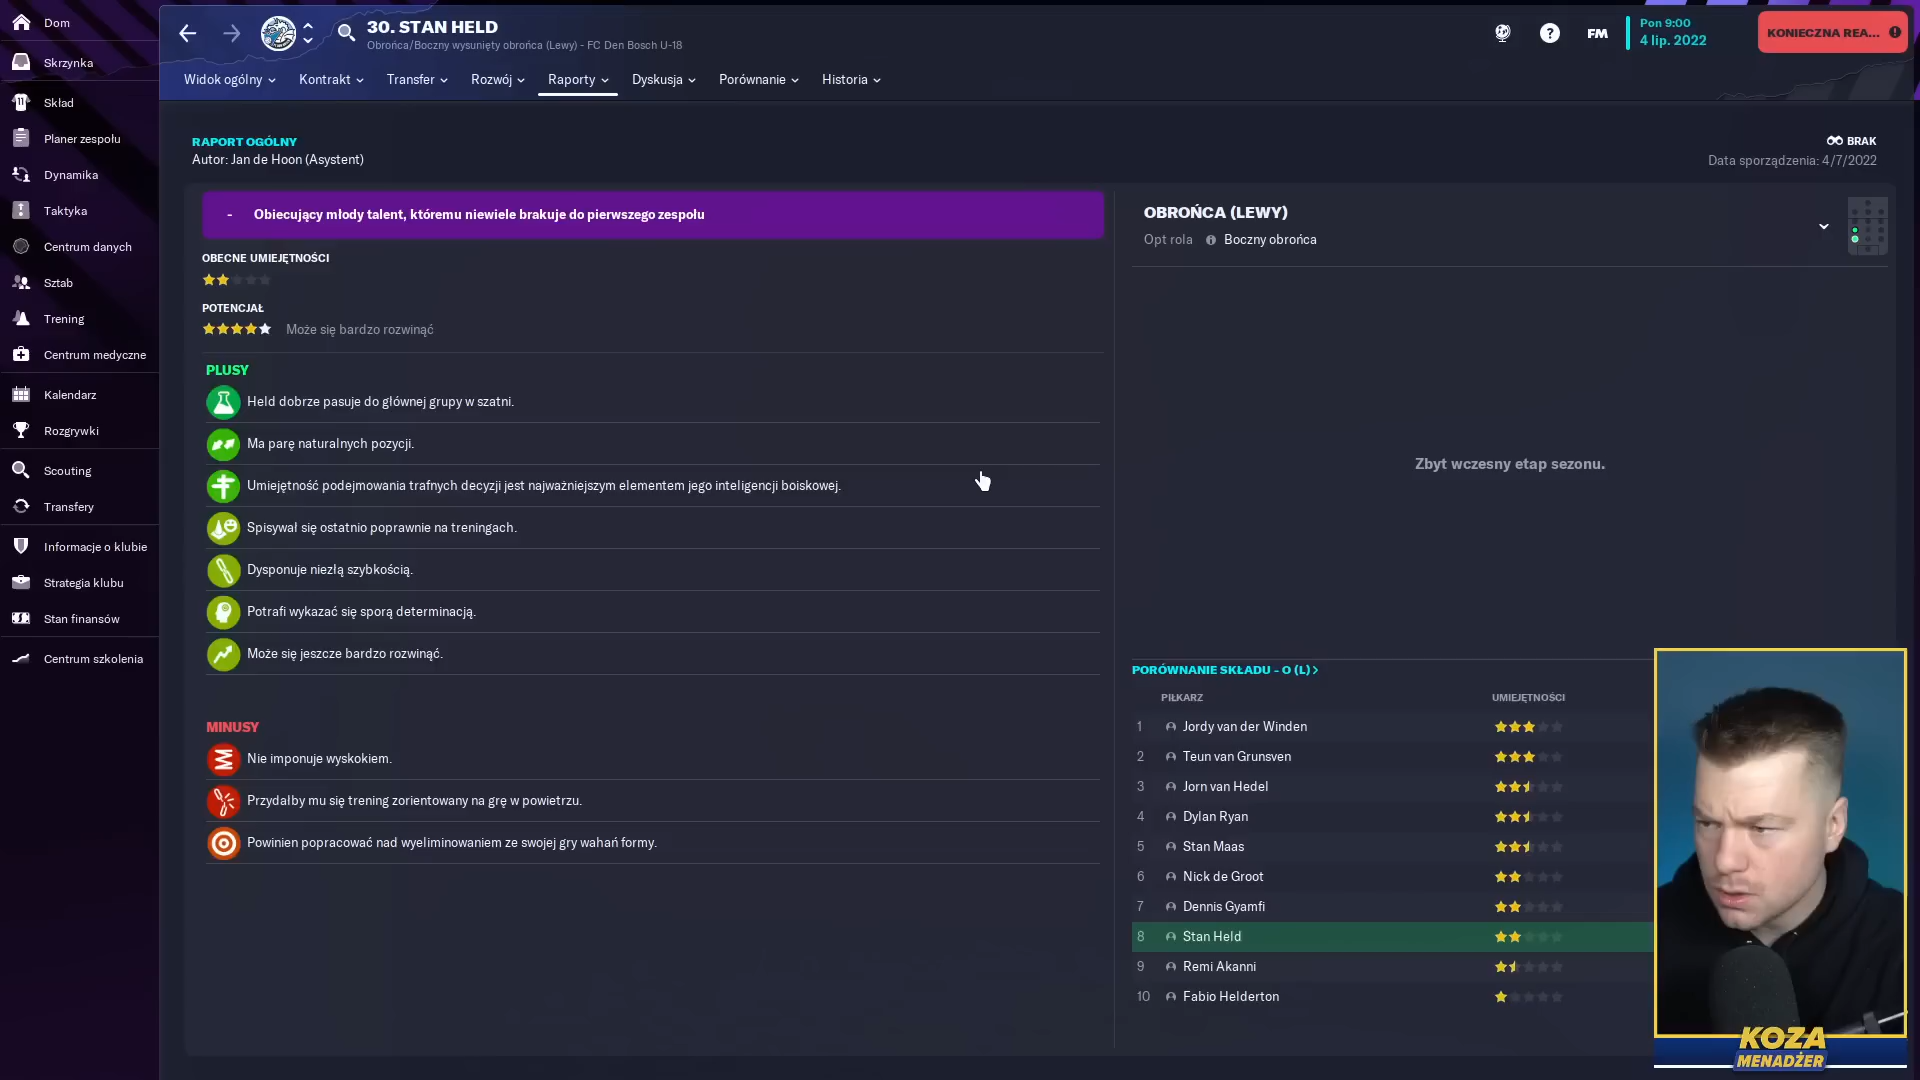 Dom
Skrzynka
Skład
Planer zespołu
Dynamika
Taktyka
Centrum danych
Sztab
Trening
Centrum medyczne
Kalendarz
Rozgrywki
Scouting
Transfery
Informacje o klubie
Strategia klubu
Stan finansów
Centrum szkolenia
30. STAN HELD
Obrońca/Boczny wysunięty obrońca (Lewy) - FC Den Bosch U-18
FM
Pon 9:00
4 lip. 2022
KONIECZNA REA...
Widok ogólny
Kontrakt
Transfer
Rozwój
Raporty
Dyskusja
Porównanie
Historia
RAPORT OGÓLNY
Autor: Jan de Hoon (Asystent)
BRAK
Data sporządzenia: 4/7/2022
- Obiecujący młody talent, któremu niewiele brakuje do pierwszego zespołu
OBECNE UMIEJĘTNOŚCI
POTENCJAŁ
Może się bardzo rozwinąć
PLUSY
Held dobrze pasuje do głównej grupy w szatni.
Ma parę naturalnych pozycji.
Umiejętność podejmowania trafnych decyzji jest najważniejszym elementem jego inteligencji boiskowej.
Spisywał się ostatnio poprawnie na treningach.
Dysponuje niezłą szybkością.
Potrafi wykazać się sporą determinacją.
Może się jeszcze bardzo rozwinąć.
MINUSY
Nie imponuje wyskokiem.
Przydałby mu się trening zorientowany na grę w powietrzu.
Powinien popracować nad wyeliminowaniem ze swojej gry wahań formy.
OBROŃCA (LEWY)
Opt rola Boczny obrońca
Zbyt wczesny etap sezonu.
PORÓWNANIE SKŁADU - O (L) >
PIŁKARZ UMIEJĘTNOŚCI
1 Jordy van der Winden
2 Teun van Grunsven
3 Jorn van Hedel
4 Dylan Ryan
5 Stan Maas
6 Nick de Groot
7 Dennis Gyamfi
8 Stan Held
9 Remi Akanni
10 Fabio Helderton
KOZA
MENADŻER